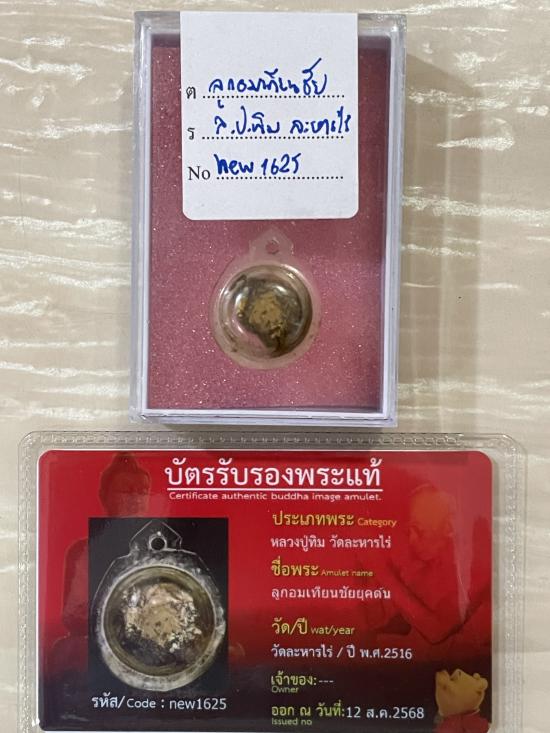 ต ลูกอมเทียนชัย
ร ล.ป.ทิม ละหารไร่
No new 1625
บัตรรับรองพระแท้
Certificate authentic buddha image amulet.
ประเภทพระ Category
หลวงปู่ทิม วัดละหารไร่
ชื่อพระ Amulet name
ลูกอมเทียนชัยยุคต้น
วัด/ปี wat/year
วัดละหารไร่ / ปี พ.ศ.2516
เจ้าของ:---
Owner
ออก ณ วันที่:12 ส.ค.2568
Issued no
รหัส/Code : new1625